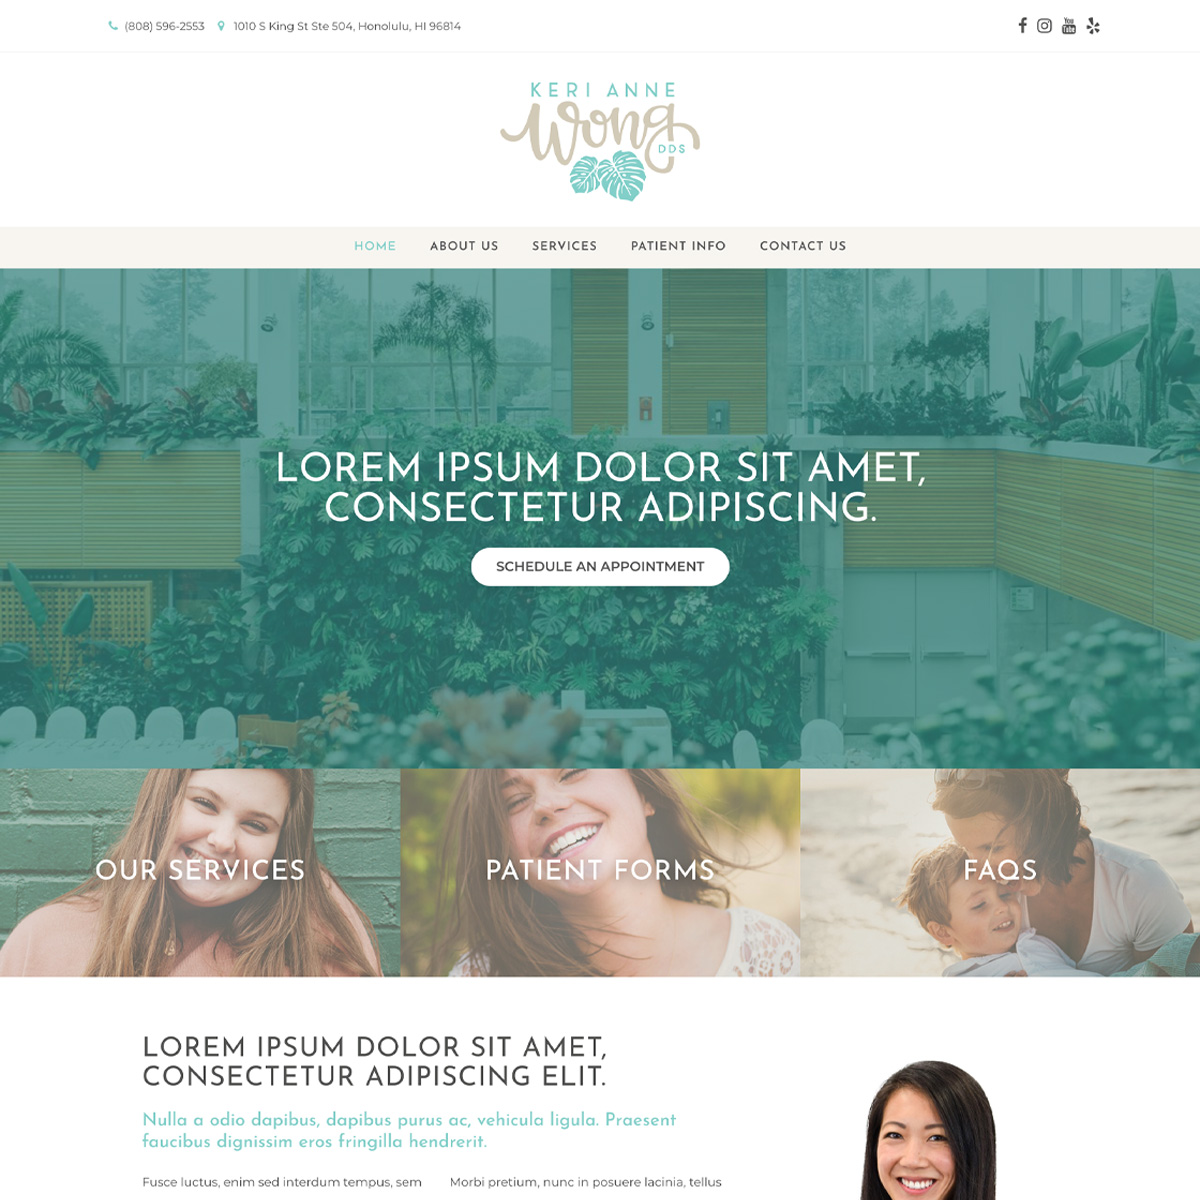 (808) 596-2553 1010 S King St Ste 504, Honolulu, HI 96814
You
Tube
KERI ANNE
Wong
DDS
HOME ABOUT US SERVICES PATIENT INFO CONTACT US
LOREM IPSUM DOLOR SIT AMET,
CONSECTETUR ADIPISCING.
SCHEDULE AN APPOINTMENT
OUR SERVICES PATIENT FORMS FAQS
LOREM IPSUM DOLOR SIT AMET,
CONSECTETUR ADIPISCING ELIT.
Nulla a odio dapibus, dapibus purus ac, vehicula ligula. Praesent
faucibus dignissim eros fringilla hendrerit.
Fusce luctus, enim sed interdum tempus, sem
Morbi pretium, nunc in posuere lacinia, tellus